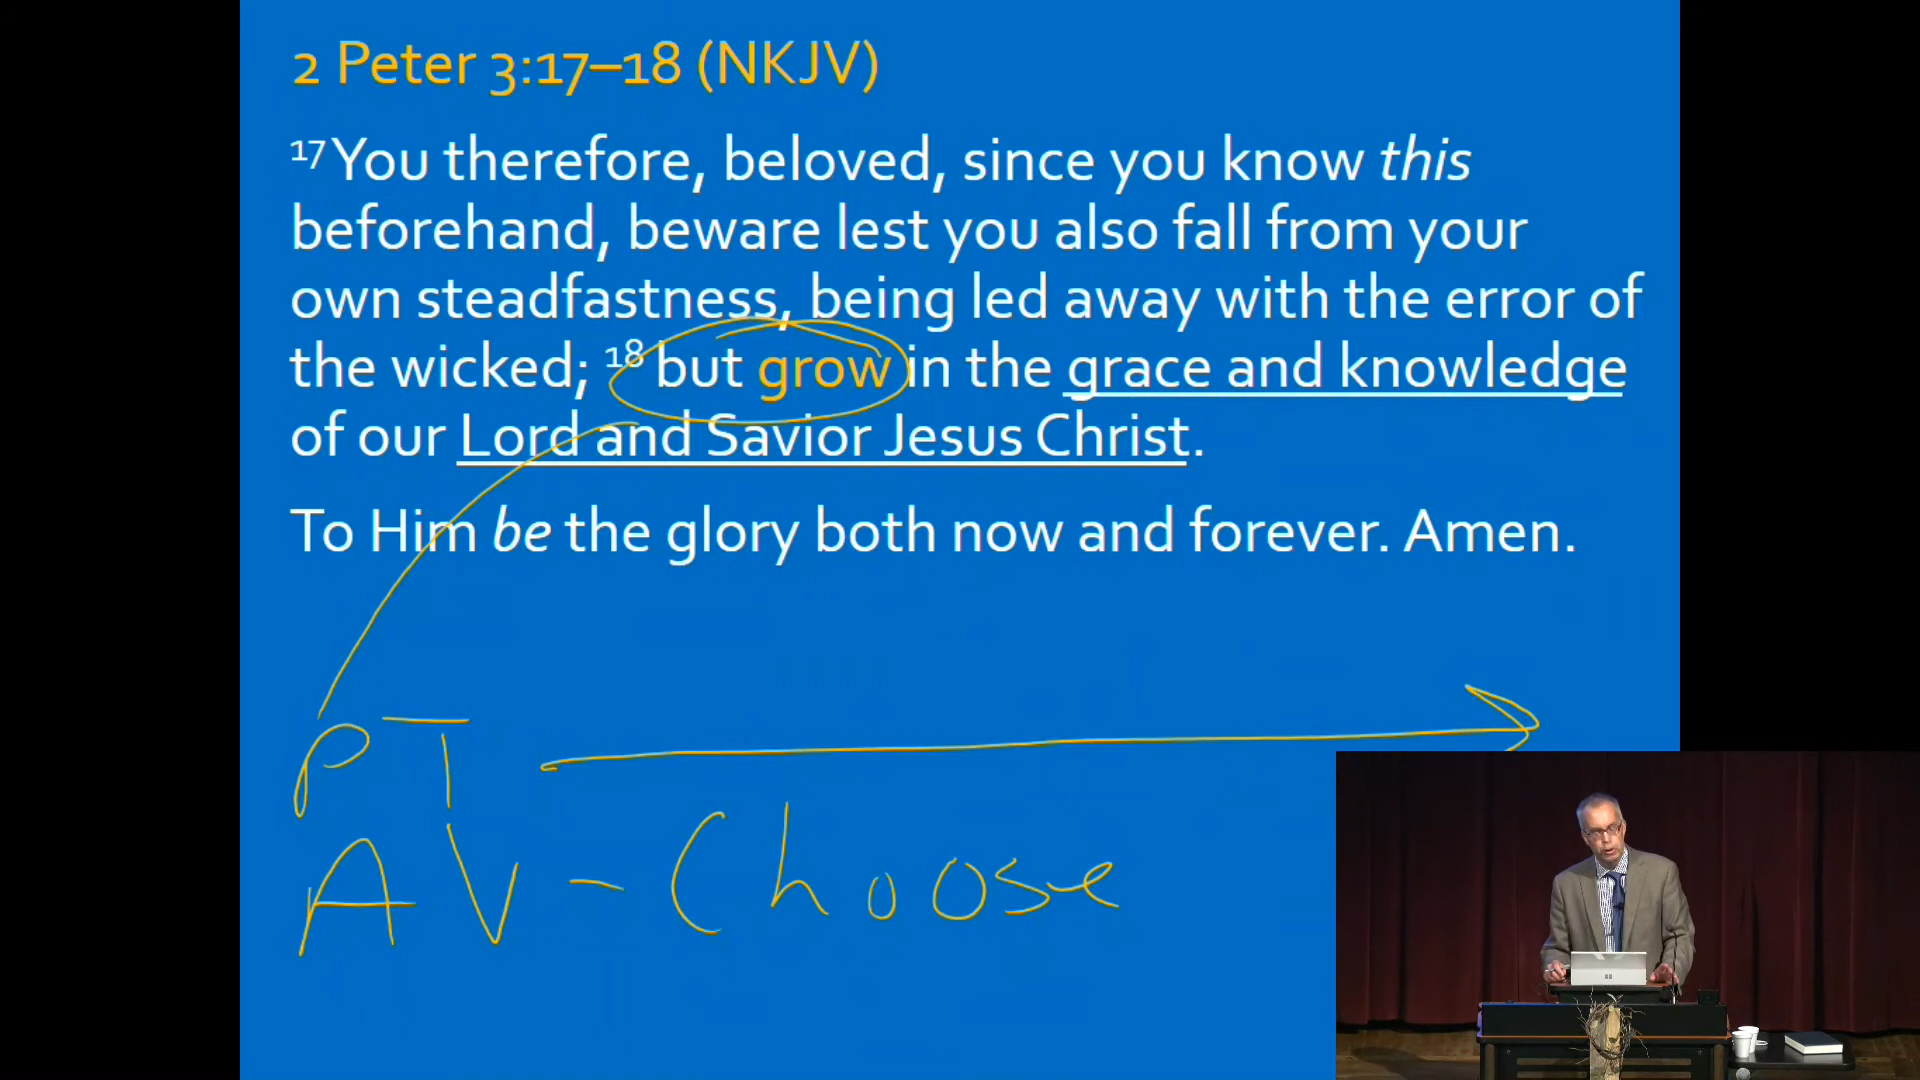 2 Peter 3:17–18 (NKJV)
17 You therefore, beloved, since you know this
beforehand, beware lest you also fall from your
own steadfastness, being led away with the error of
the wicked; 18 but grow in the grace and knowledge
of our Lord and Savior Jesus Christ.
To Him be the glory both now and forever. Amen.
PT
AV - Choose